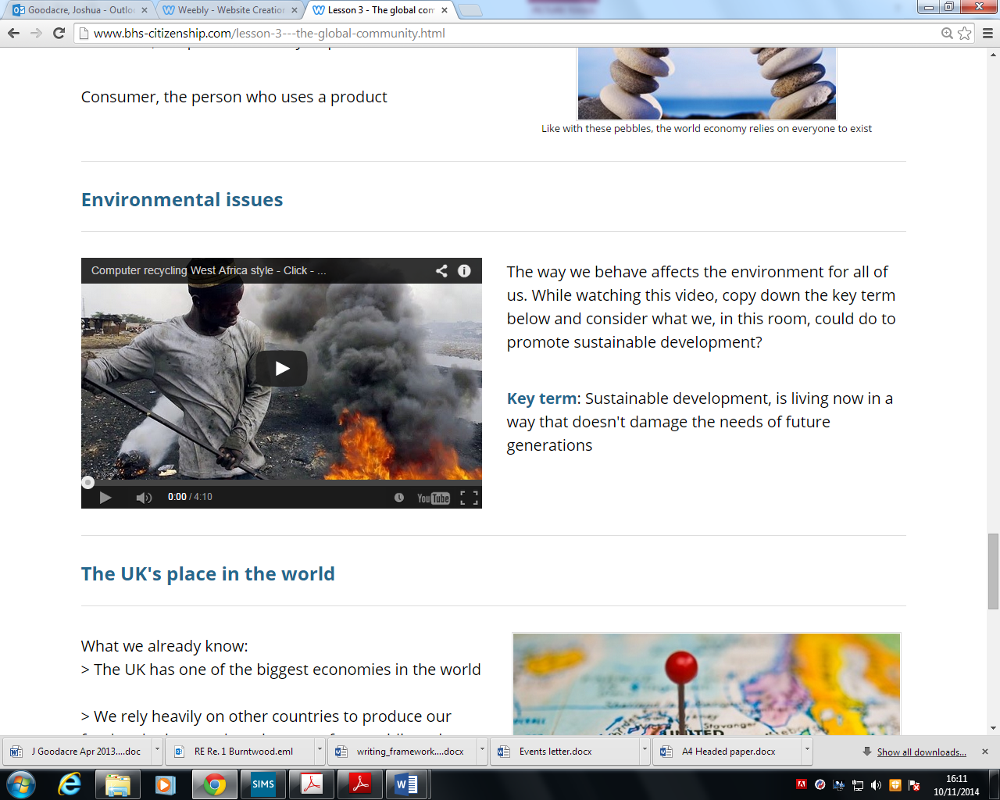 Goodacre, Joshua - Outlo
Weebly - Website Creation
Lesson 3 - The global com
www.bhs-citizenship.com/lesson-3---the-global-community.html
Consumer, the person who uses a product
Like with these pebbles, the world economy relies on everyone to exist
Environmental issues
Computer recycling West Africa style - Click - ...
0:00 / 4:10
YouTube
The way we behave affects the environment for all of
us. While watching this video, copy down the key term
below and consider what we, in this room, could do to
promote sustainable development?
Key term: Sustainable development, is living now in a
way that doesn't damage the needs of future
generations
The UK's place in the world
What we already know:
> The UK has one of the biggest economies in the world
> We rely heavily on other countries to produce our
UNITED
Stavanger
J Goodacre Apr 2013....doc
RE Re. 1 Burntwood.eml
writing_framework....docx
Events letter.docx
A4 Headed paper.docx
Show all downloads...
SIMS
16:11
10/11/2014